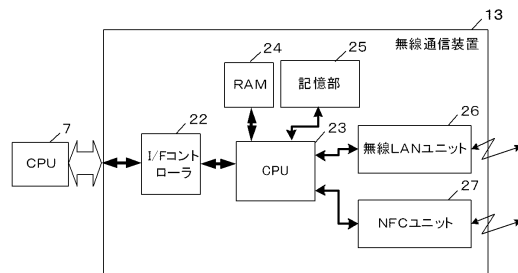 13
無線通信装置
24
RAM
25
記憶部
7
CPU
22
I/Fコント
ローラ
23
CPU
26
無線LANユニット
27
NFCユニット